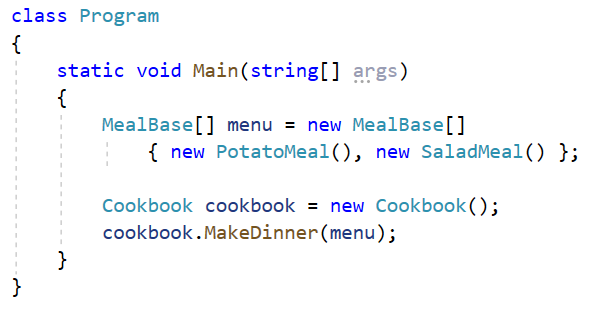 class Program
{
static void Main(string[] args)
{
MealBase[] menu = new MealBase[]
{ new PotatoMeal(), new SaladMeal() };
Cookbook cookbook = new Cookbook();
cookbook.MakeDinner(menu);
}
}